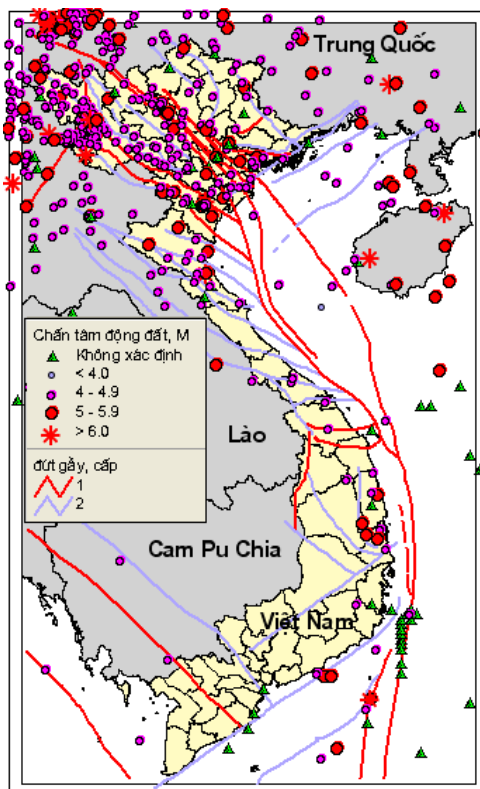 Trung Quốc
Chấn tâm động đất, M
Không xác định
< 4.0
4 - 4.9
5 - 5.9
> 6.0
đứt gẫy, cấp
1
2
Lào
Cam Pu Chia
Việt Nam